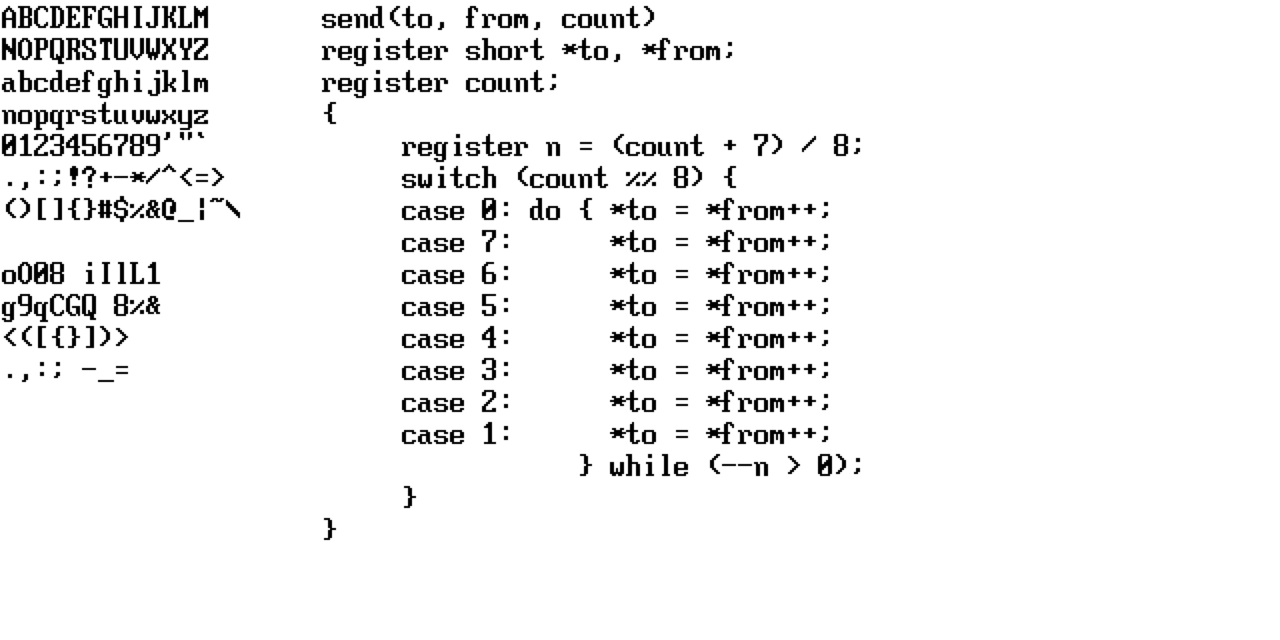 ABCDEFGHIJKLM
NOPQRSTUVWXYZ
abcdefghijklm
nopqrstuvwxyz
0123456789'"`
.,:;!?+-*/^<=>
()[]{}#$%&@_|~\
oO08 iIlL1
g9qCGQ 8%&
<([{}])>
.,:; -_=
send(to, from, count)
register short *to, *from;
register count;
{
     register n = (count + 7) / 8;
     switch (count %% 8) {
     case 0: do { *to = *from++;
     case 7:      *to = *from++;
     case 6:      *to = *from++;
     case 5:      *to = *from++;
     case 4:      *to = *from++;
     case 3:      *to = *from++;
     case 2:      *to = *from++;
     case 1:      *to = *from++;
                } while (--n > 0);
     }
}